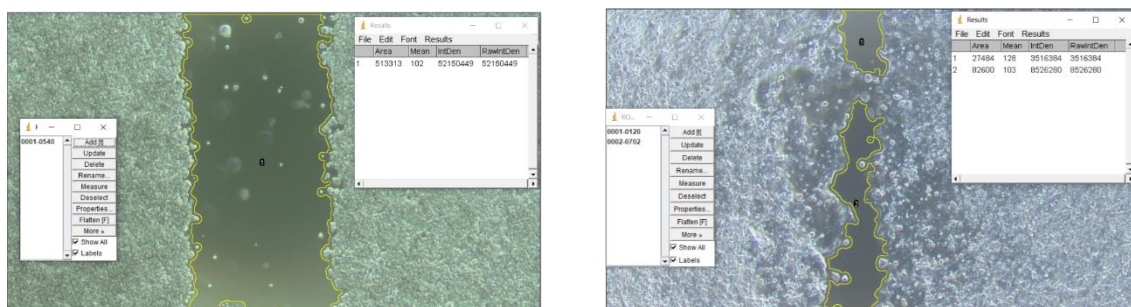 Results
File Edit Font Results
Area Mean IntDen RawIntDen
1 513313 102 52150449 52150449
0001-0540
Add [t]
Update
Delete
Rename...
Measure
Deselect
Properties...
Flatten [F]
More »
Show All
Labels
Results
File Edit Font Results
Area Mean IntDen RawIntDen
1 27484 128 3516384 3516384
2 82600 103 8526280 8526280
RO...
0001-0120
0002-0702
Add [t]
Update
Delete
Rename...
Measure
Deselect
Properties...
Flatten [F]
More »
Show All
Labels